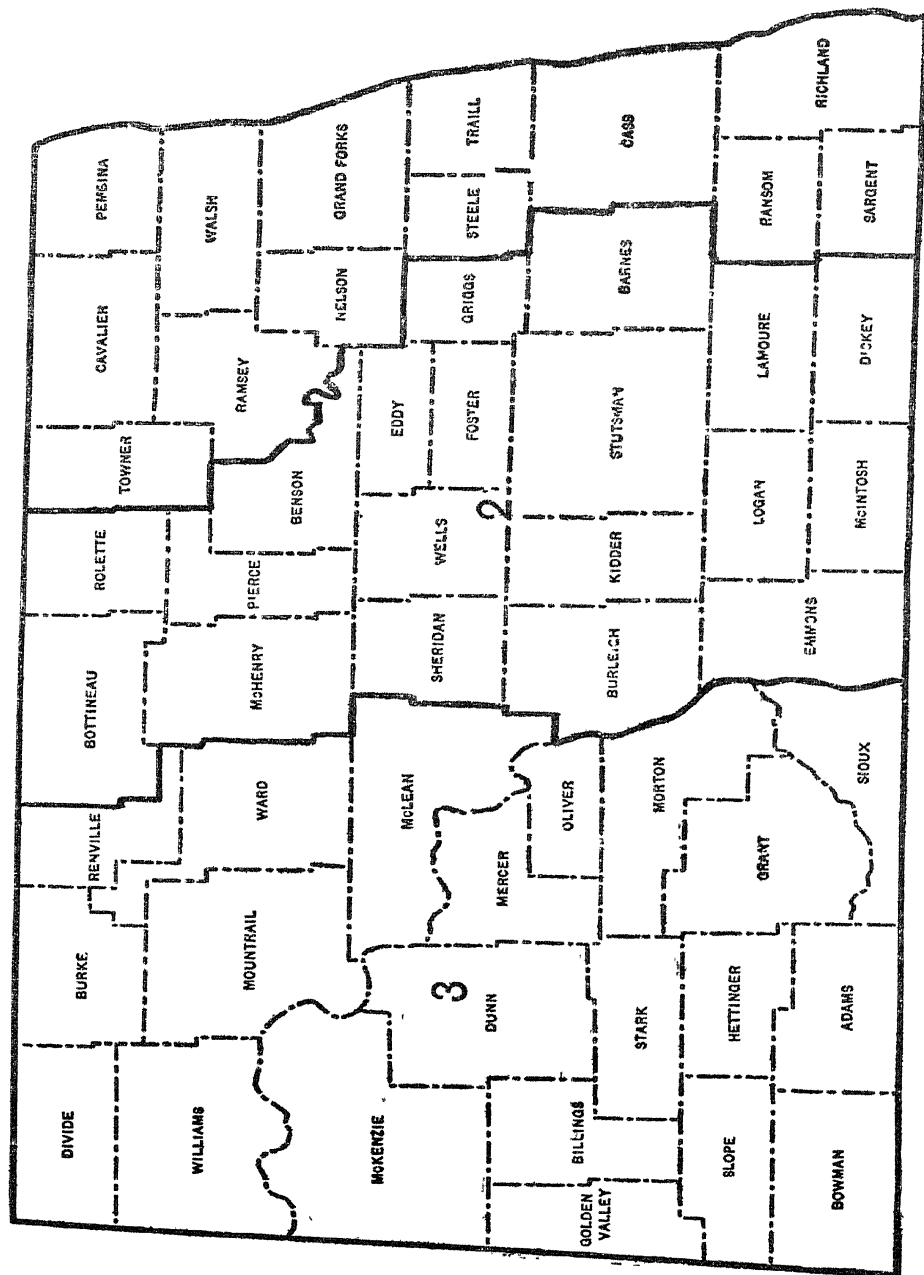 DIVIDE
BURKE
RENVILLE
BOTTINEAU
ROLETTE
TOWNER
CAVALIER
PEMBINA
WILLIAMS
MOUNTRAIL
WARD
McHENRY
PIERCE
BENSON
RAMSEY
WALSH
NELSON
GRAND FORKS
McKENZIE
3
DUNN
McLEAN
MERCER
OLIVER
SHERIDAN
WELLS
2
EDDY
FOSTER
GRIGGS
STEELE
TRAILL
GOLDEN
VALLEY
BILLINGS
STARK
MORTON
BURLEIGH
KIDDER
STUTSMAN
BARNES
CASS
SLOPE
HETTINGER
GRANT
BOWMAN
ADAMS
SIOUX
EMMONS
LOGAN
McINTOSH
LAMOURE
DICKEY
RANSOM
SARGENT
RICHLAND